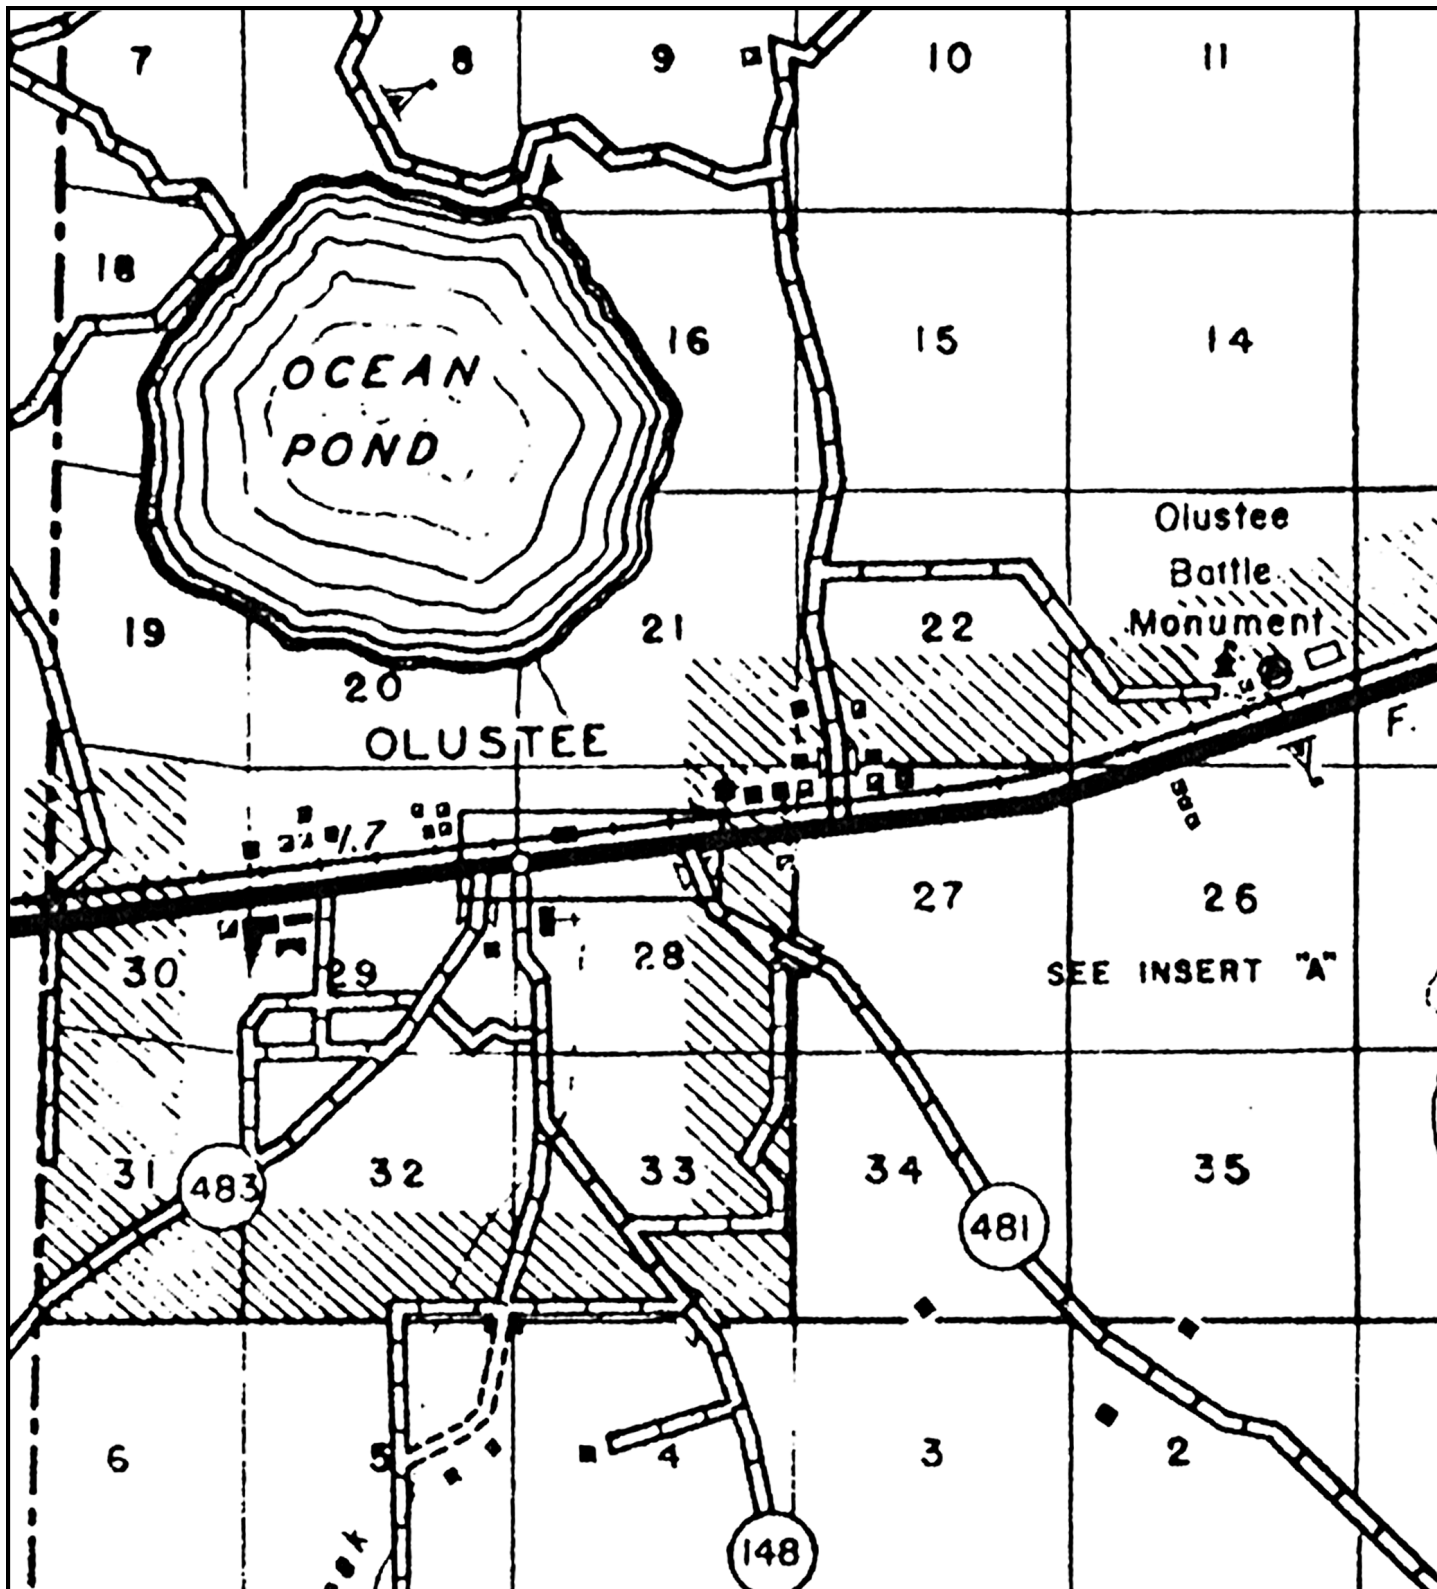 7 8 9 10 11
18 16 15 14
OCEAN
POND
Olustee
Battle
Monument
19 20 21 22
OLUSTEE
F.
1.7
30 29 28 27 26
SEE INSERT "A"
31 32 33 34 35
483
481
6 5 4 3 2
148